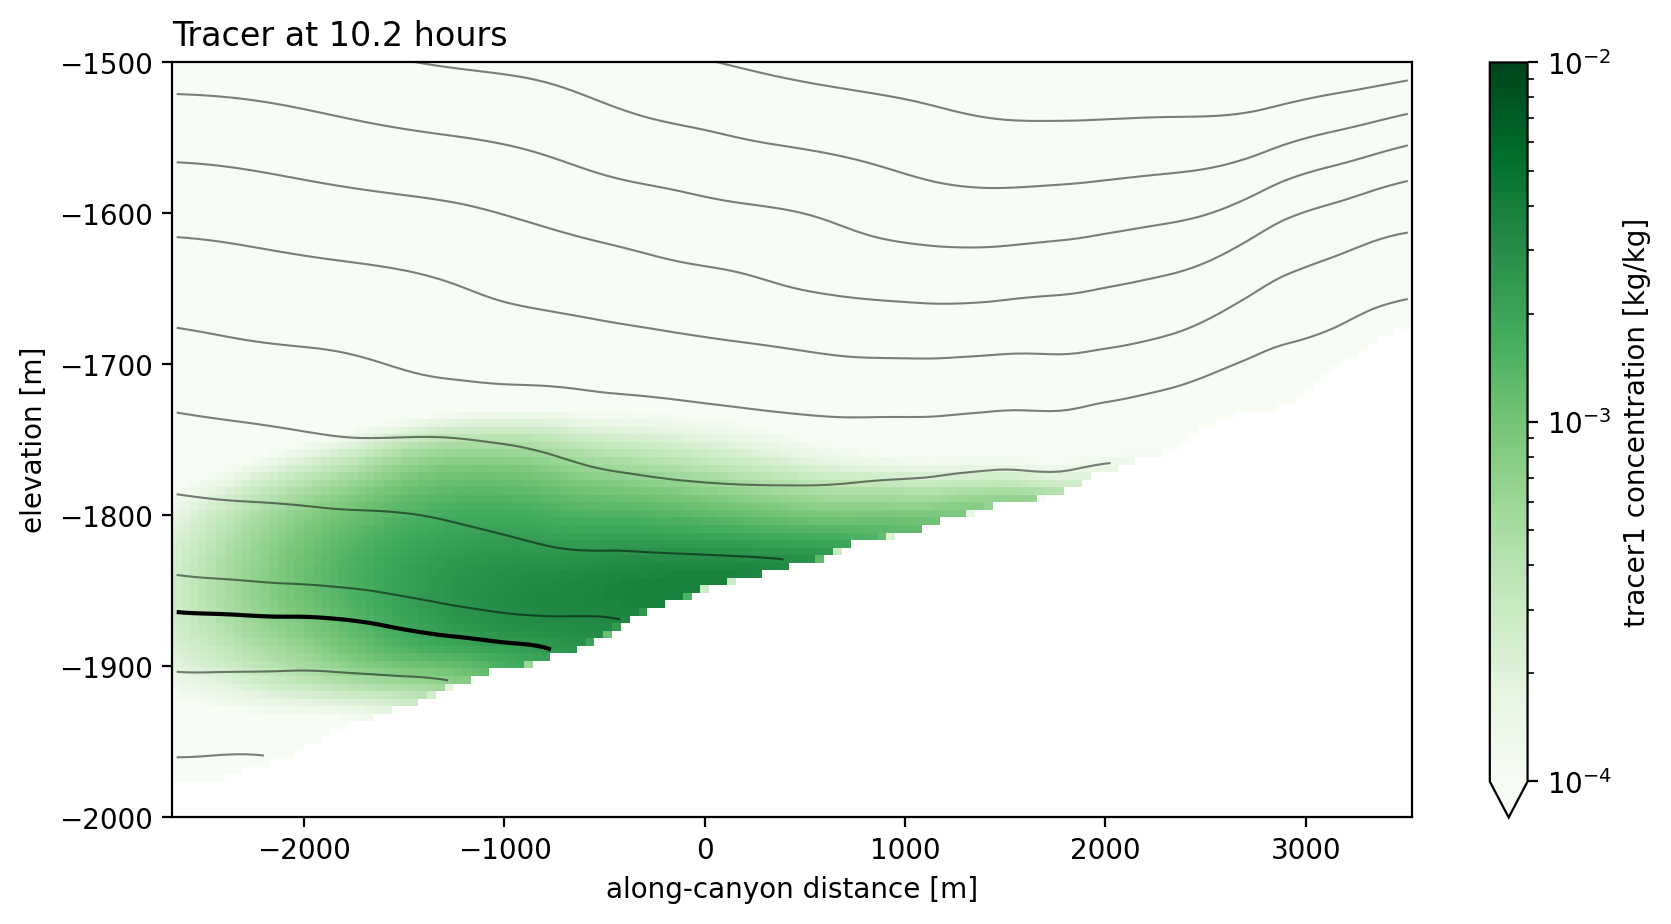 Tracer at 10.2 hours
−1500
−1600
−1700
−1800
−1900
−2000
elevation [m]
−2000 −1000 0 1000 2000 3000
along-canyon distance [m]
10⁻²
10⁻³
10⁻⁴
tracer1 concentration [kg/kg]